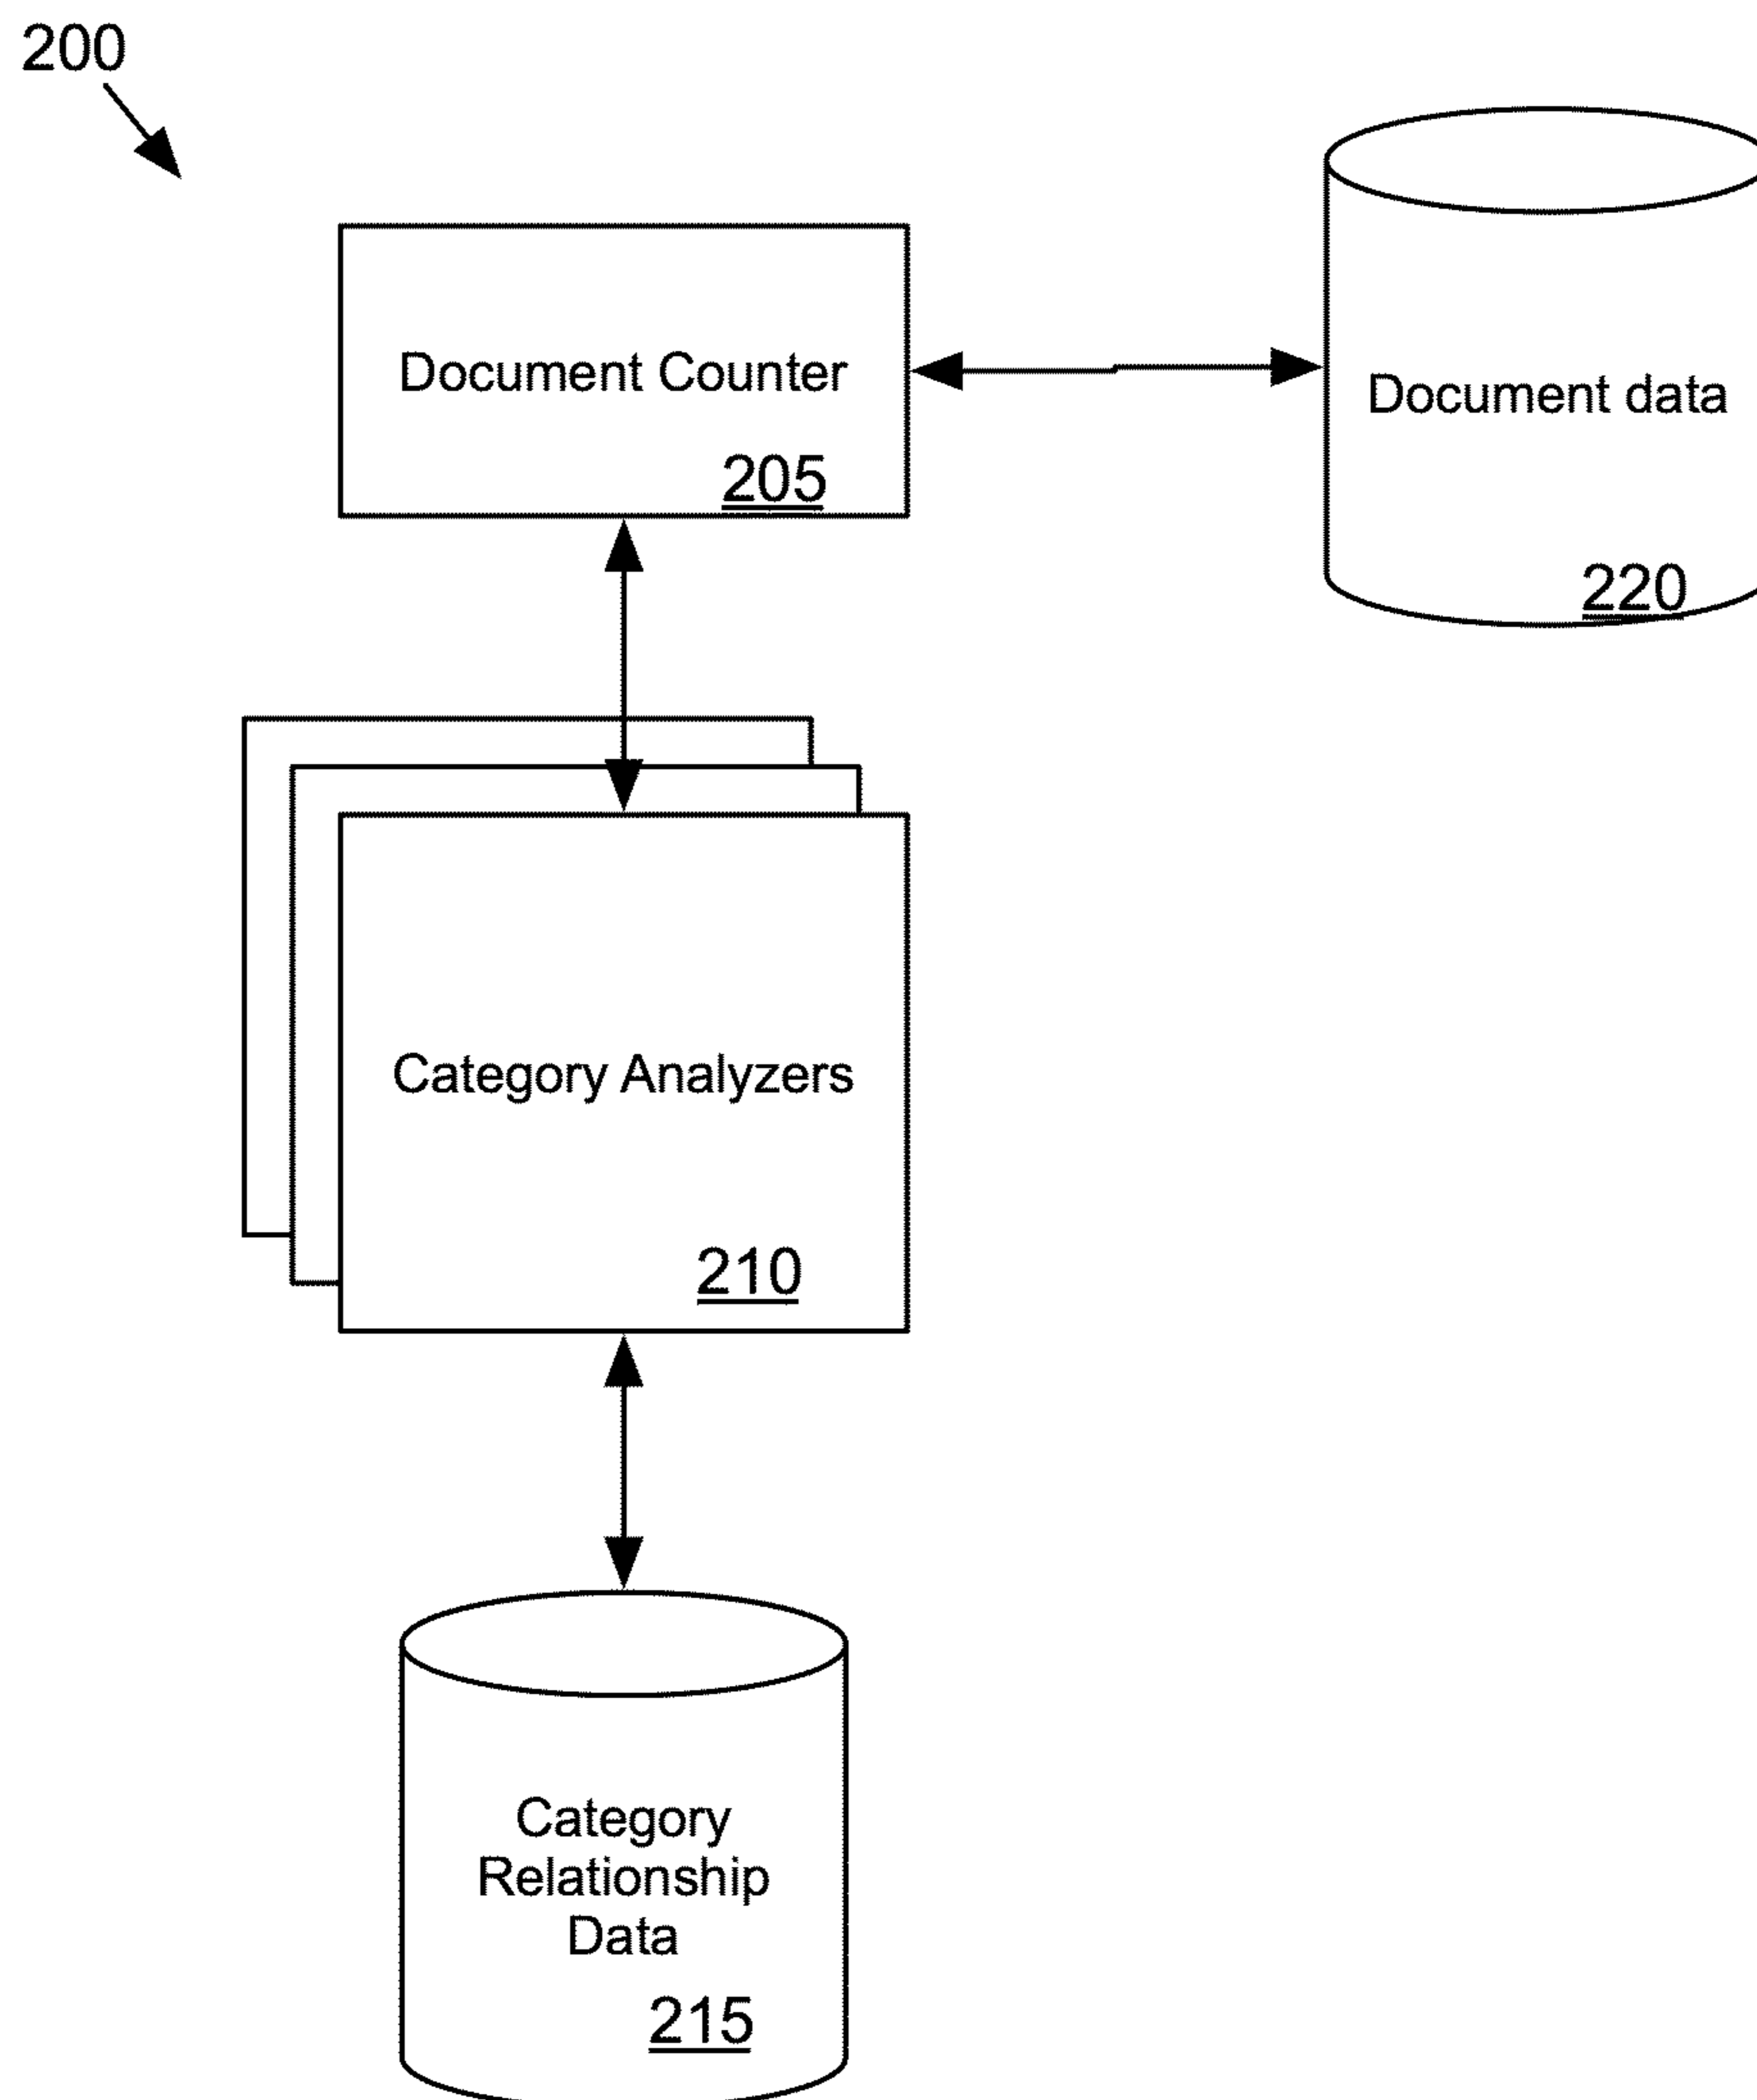 200
Document Counter
205
Document data
220
Category Analyzers
210
Category
Relationship
Data
215